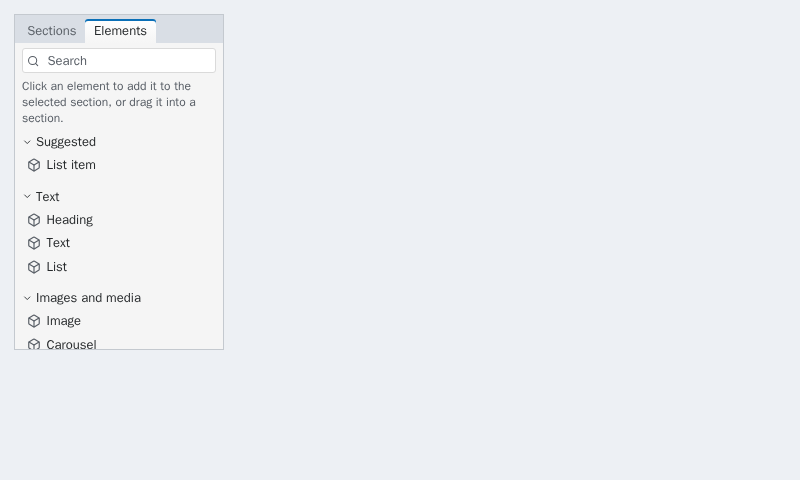 Sections Elements
Search
Click an element to add it to the
selected section, or drag it into a
section.
Suggested
List item
Text
Heading
Text
List
Images and media
Image
Carousel